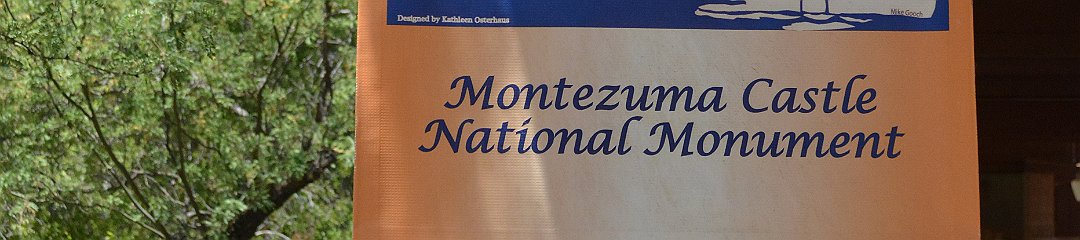 Designed by Kathleen Osterhaus
Mike Gooch
Montezuma Castle
National Monument